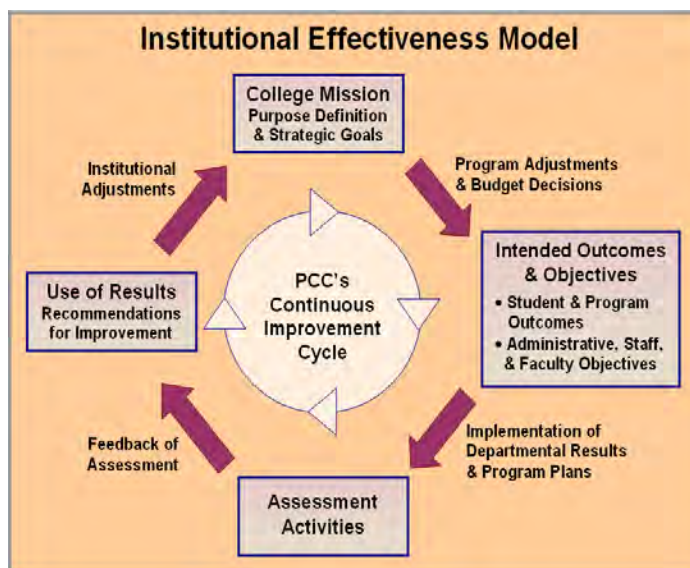 Institutional Effectiveness Model
College Mission
Purpose Definition
& Strategic Goals
Institutional
Adjustments
Program Adjustments
& Budget Decisions
Intended Outcomes
& Objectives
• Student & Program
Outcomes
• Administrative, Staff,
& Faculty Objectives
Use of Results
Recommendations
for Improvement
PCC's
Continuous
Improvement
Cycle
Feedback of
Assessment
Implementation of
Departmental Results
& Program Plans
Assessment
Activities